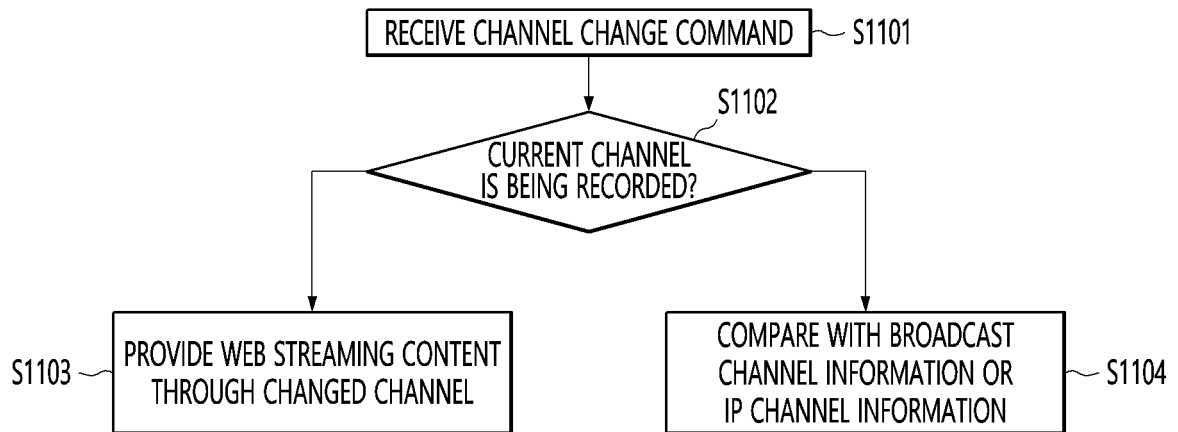 RECEIVE CHANNEL CHANGE COMMAND
S1101
S1102
CURRENT CHANNEL
IS BEING RECORDED?
S1103
PROVIDE WEB STREAMING CONTENT
THROUGH CHANGED CHANNEL
COMPARE WITH BROADCAST
CHANNEL INFORMATION OR
IP CHANNEL INFORMATION
S1104